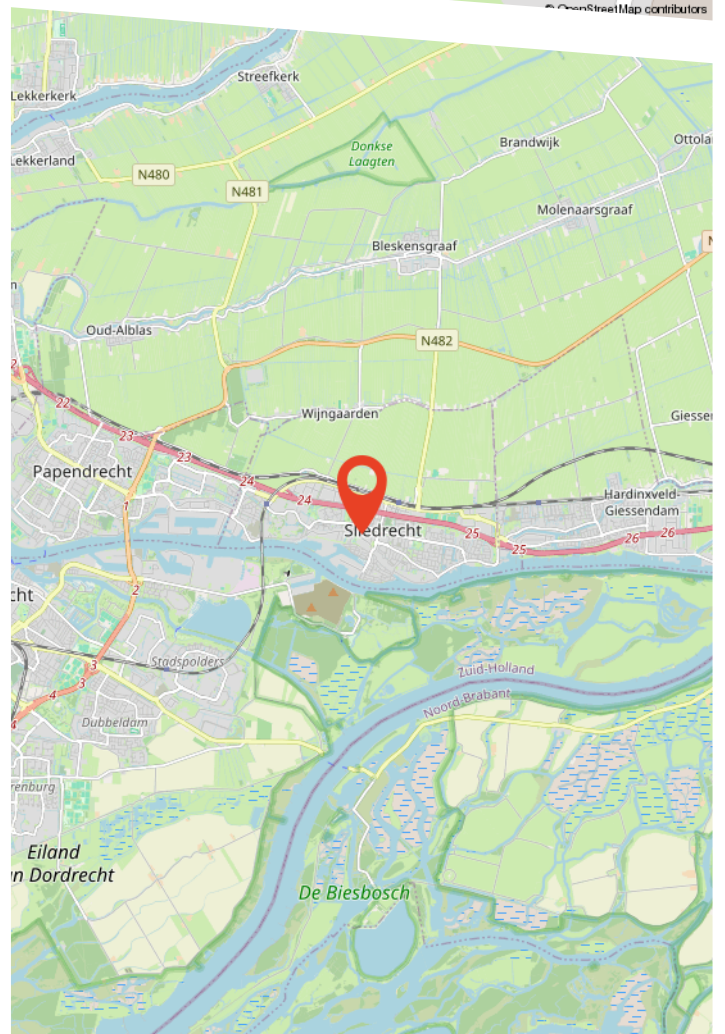 © OpenStreetMap contributors
Streefkerk
Lekkerkerk
Lekkerland
Donkse
Laagten
Brandwijk
N480
N481
Molenaarsgraaf
Bleskensgraaf
Oud-Alblas
N482
22
Wijngaarden
23
23
Papendrecht
24
24
1
Hardinxveld-
Giessendam
Sliedrecht
25
25
26
26
2
Stadspolders
3
Zuid-Holland
3
4
Noord-Brabant
Dubbeldam
4
Eiland
De Biesbosch